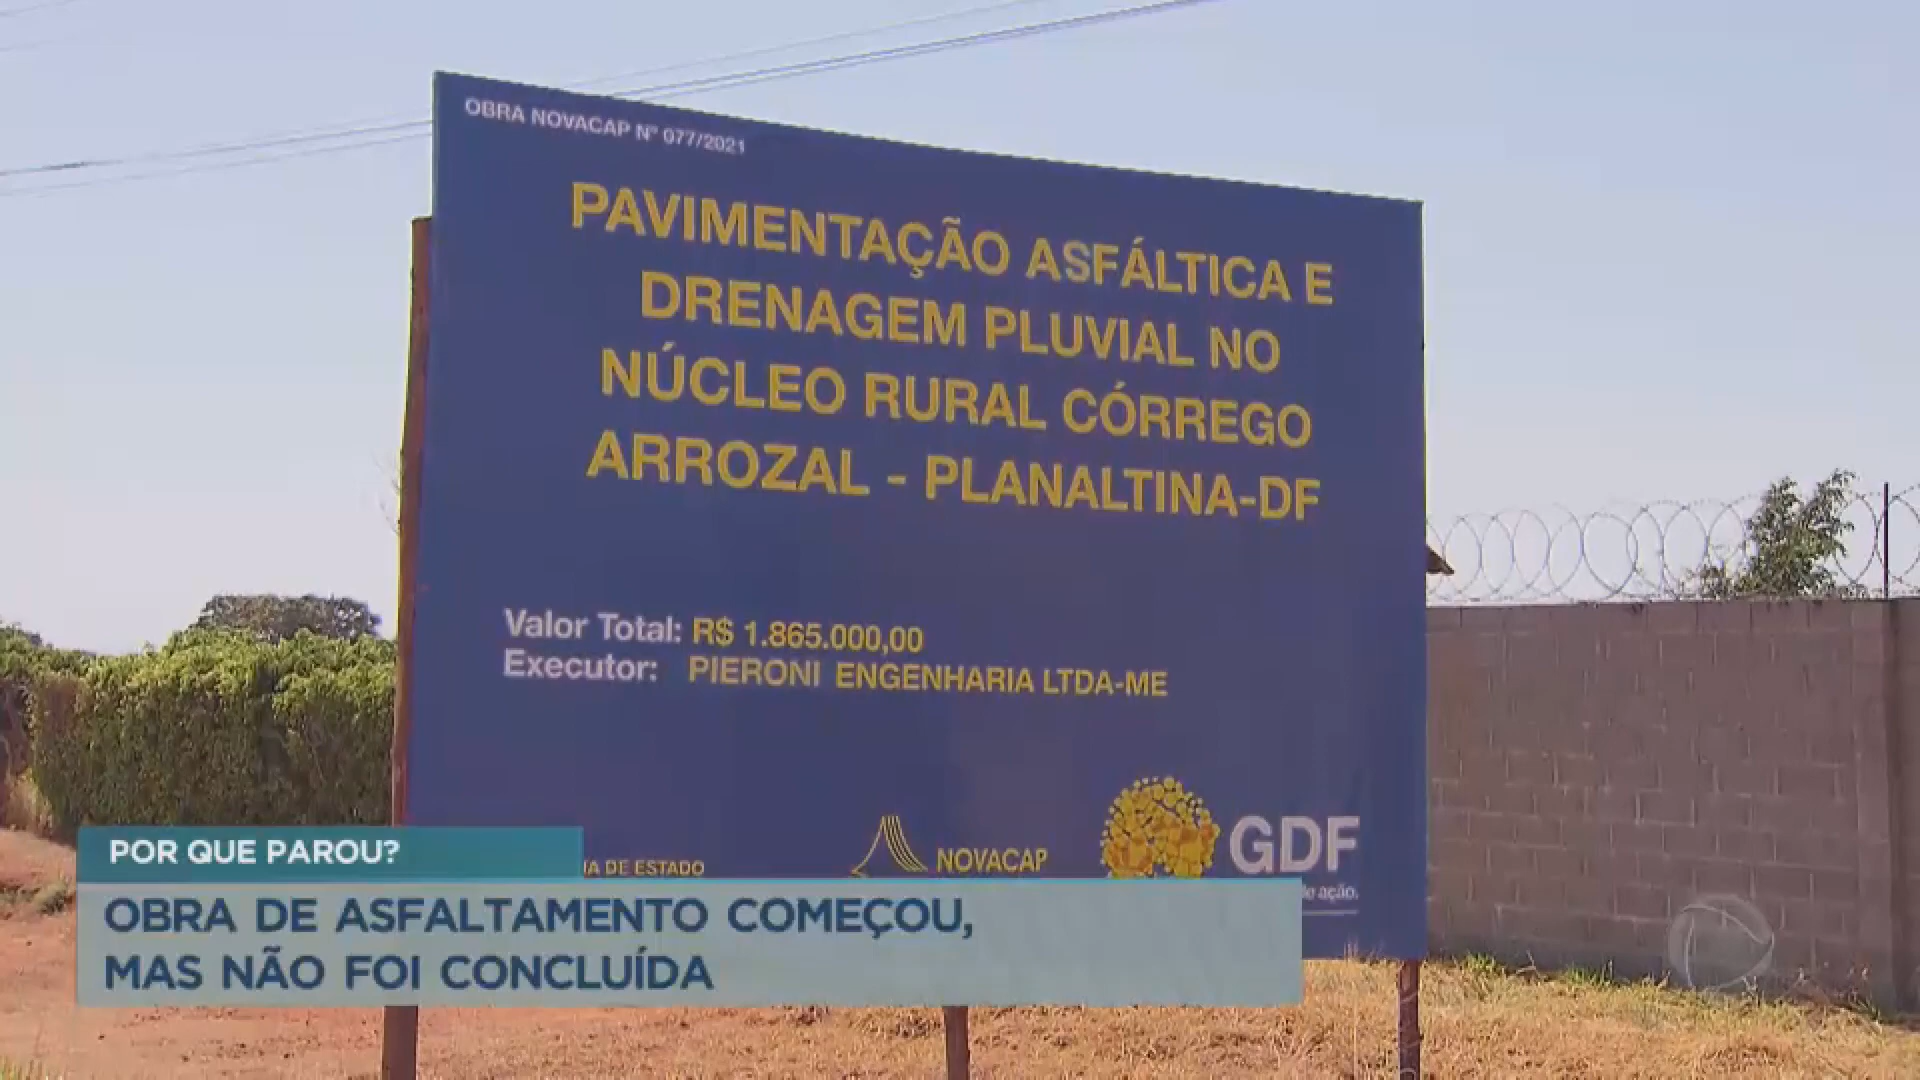 OBRA NOVACAP Nº 077/2021
PAVIMENTAÇÃO ASFÁLTICA E
DRENAGEM PLUVIAL NO
NÚCLEO RURAL CÓRREGO
ARROZAL - PLANALTINA-DF
Valor Total: R$ 1.865.000,00
Executor: PIERONI ENGENHARIA LTDA-ME
DE ESTADO
NOVACAP
GDF
ação.
POR QUE PAROU?
OBRA DE ASFALTAMENTO COMEÇOU,
MAS NÃO FOI CONCLUÍDA